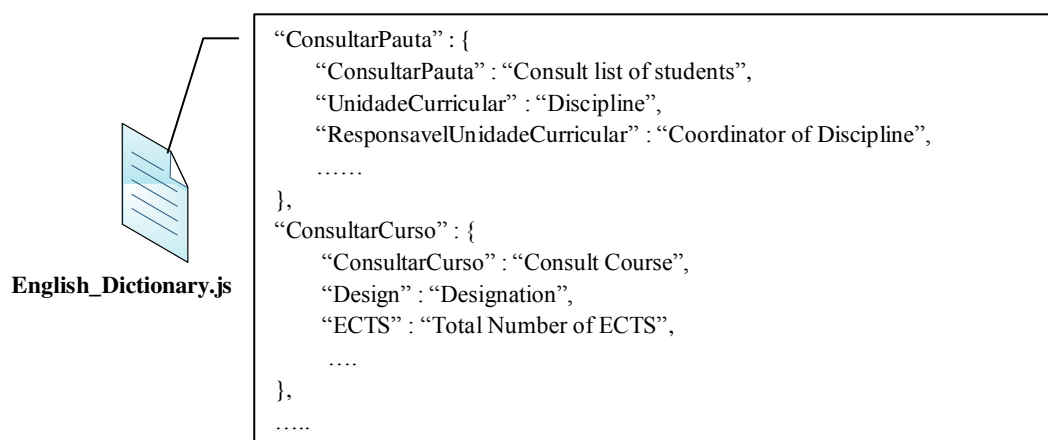 “ConsultarPauta” : {
“ConsultarPauta” : “Consult list of students”,
“UnidadeCurricular” : “Discipline”,
“ResponsavelUnidadeCurricular” : “Coordinator of Discipline”,
……
},
“ConsultarCurso” : {
“ConsultarCurso” : “Consult Course”,
“Design” : “Designation”,
“ECTS” : “Total Number of ECTS”,
….
},
…..
English_Dictionary.js